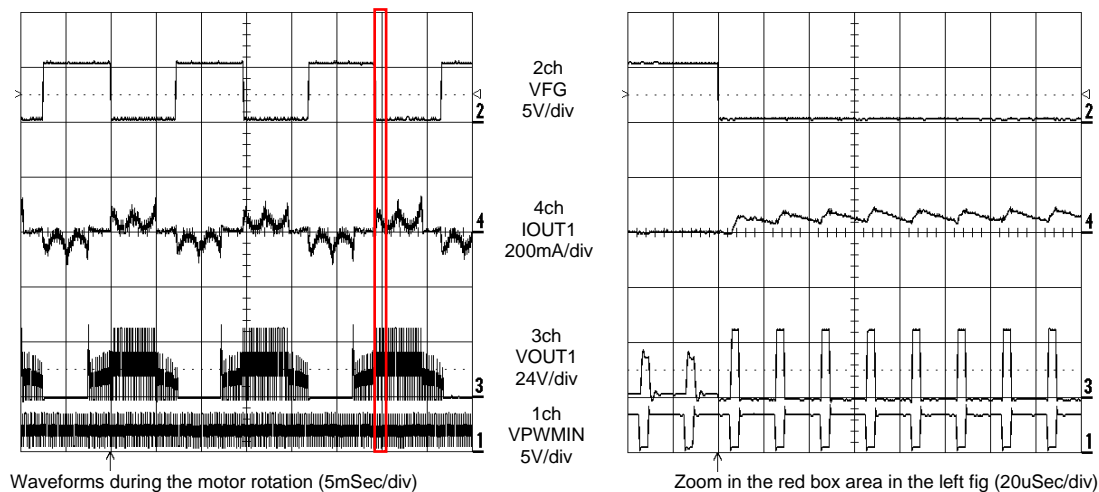 2ch
VFG
5V/div
4ch
IOUT1
200mA/div
3ch
VOUT1
24V/div
1ch
VPWMIN
5V/div
2
4
3
1
2
4
3
1
Waveforms during the motor rotation (5mSec/div)
Zoom in the red box area in the left fig (20uSec/div)